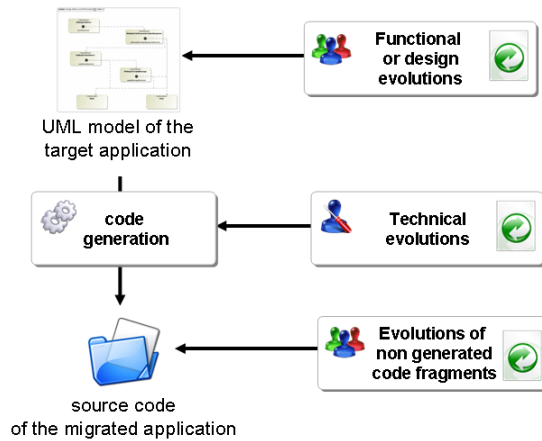 Functional
or design
evolutions
UML model of the
target application
code
generation
Technical
evolutions
Evolutions of
non generated
code fragments
source code
of the migrated application